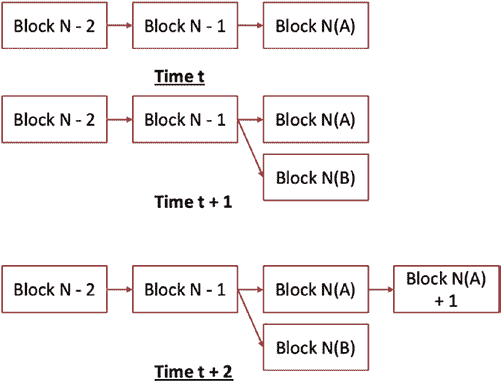 Block N - 2
Block N - 1
Block N(A)
Time t
Block N - 2
Block N - 1
Block N(A)
Block N(B)
Time t + 1
Block N - 2
Block N - 1
Block N(A)
Block N(A)
+ 1
Block N(B)
Time t + 2